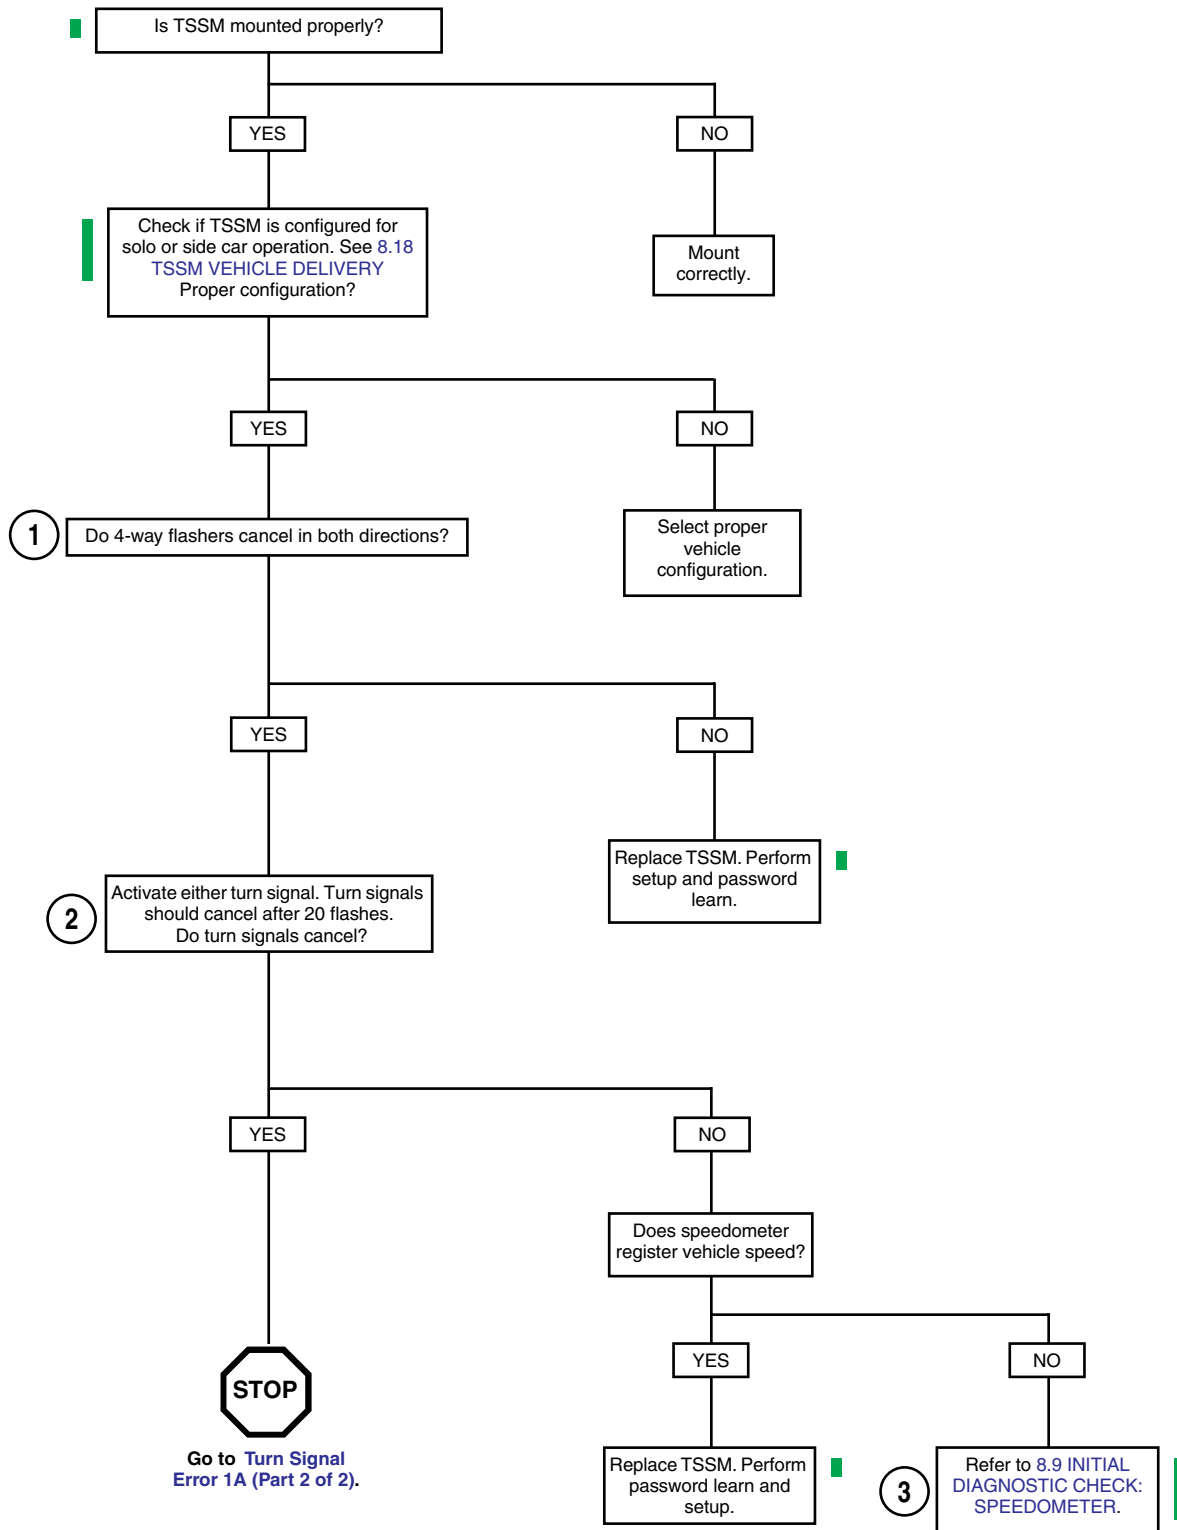 Is TSSM mounted properly?
YES
NO
Check if TSSM is configured for
solo or side car operation. See 8.18
TSSM VEHICLE DELIVERY
Proper configuration?
Mount
correctly.
YES
NO
1
Do 4-way flashers cancel in both directions?
Select proper
vehicle
configuration.
YES
NO
Replace TSSM. Perform
setup and password
learn.
2
Activate either turn signal. Turn signals
should cancel after 20 flashes.
Do turn signals cancel?
YES
NO
Does speedometer
register vehicle speed?
YES
NO
STOP
Go to Turn Signal
Error 1A (Part 2 of 2).
Replace TSSM. Perform
password learn and
setup.
3
Refer to 8.9 INITIAL
DIAGNOSTIC CHECK:
SPEEDOMETER.